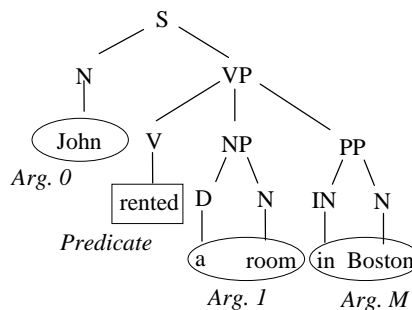 S
N VP
John V NP PP
Arg. 0
rented D N IN N
Predicate
a room in Boston
Arg. 1 Arg. M